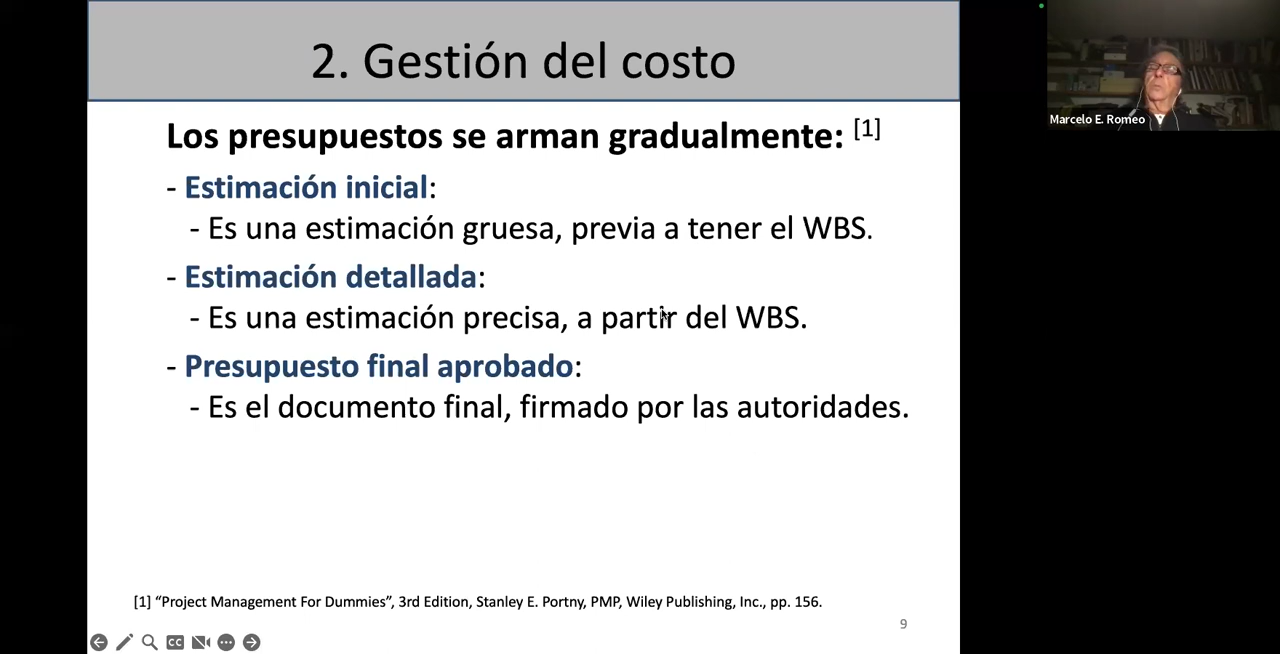 2. Gestión del costo
Los presupuestos se arman gradualmente: [1]
- Estimación inicial:
- Es una estimación gruesa, previa a tener el WBS.
- Estimación detallada:
- Es una estimación precisa, a partir del WBS.
- Presupuesto final aprobado:
- Es el documento final, firmado por las autoridades.
[1] “Project Management For Dummies”, 3rd Edition, Stanley E. Portny, PMP, Wiley Publishing, Inc., pp. 156.
9
CC
Marcelo E. Romeo